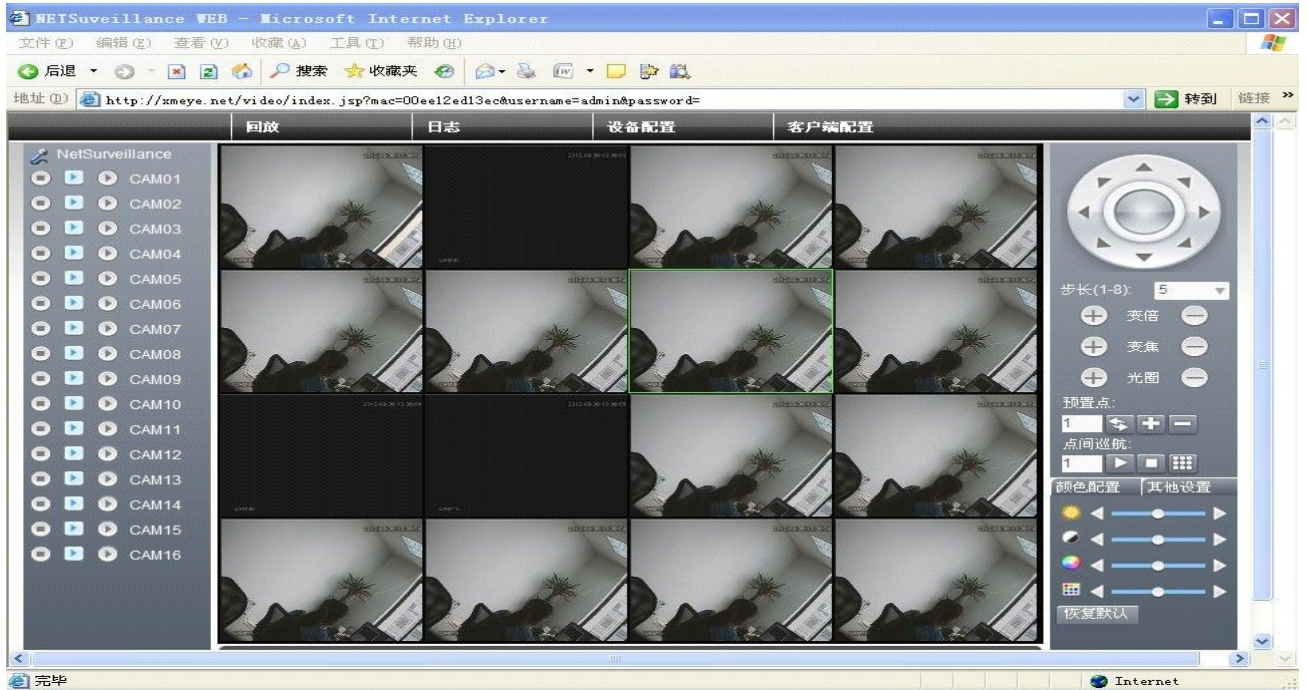 NETSuveillance WEB - Microsoft Internet Explorer
文件(F) 编辑(E) 查看(V) 收藏(A) 工具(T) 帮助(H)
后退 搜索 收藏夹
地址(D) http://xmeye.net/video/index.jsp?mac=00ee12ed13ec&username=admin&password= 转到 链接 »
回放 日志 设备配置 客户端配置
NetSurveillance
CAM01
CAM02
CAM03
CAM04
CAM05
CAM06
CAM07
CAM08
CAM09
CAM10
CAM11
CAM12
CAM13
CAM14
CAM15
CAM16
步长(1-8): 5
变倍
变焦
光圈
预置点:
1
点间巡航:
1
颜色配置 其他设置
恢复默认
完毕 Internet